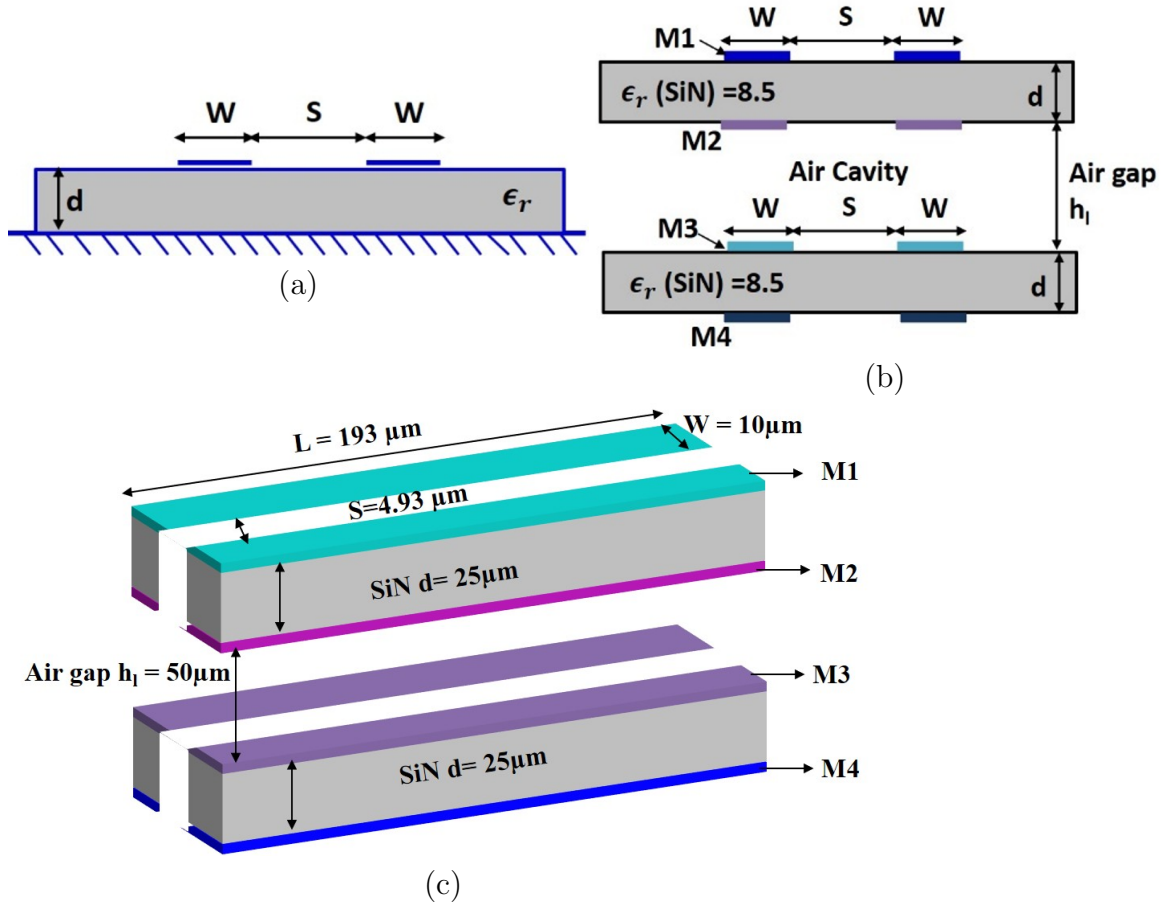 W S W
d
ϵr
(a)
W S W
M1
ϵr (SiN) =8.5
d
M2
Air Cavity
Air gap
hl
W S W
M3
ϵr (SiN) =8.5
d
M4
(b)
L = 193 µm
W = 10µm
M1
S=4.93 µm
SiN d= 25µm
M2
Air gap hl = 50µm
M3
SiN d= 25µm
M4
(c)